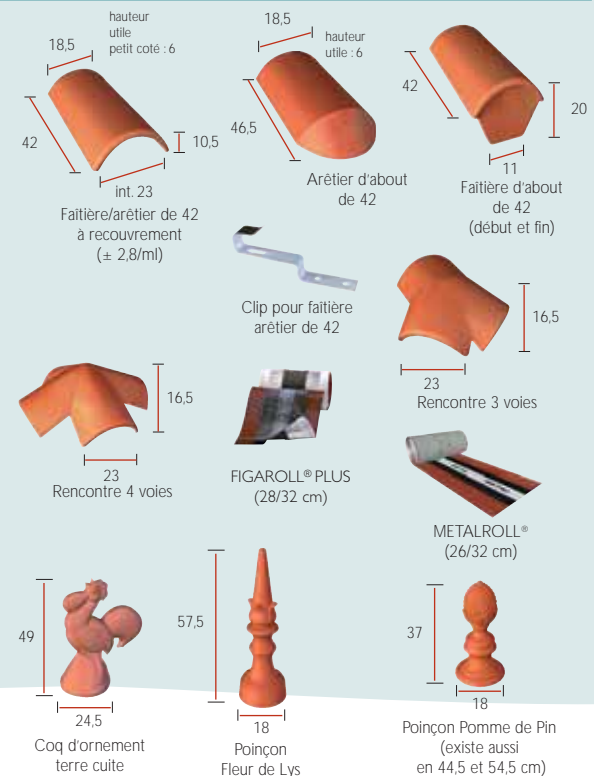 hauteur
utile
petit coté : 6
18,5
42
10,5
int. 23
Faîtière/arêtier de 42
à recouvrement
(± 2,8/ml)
18,5
hauteur
utile : 6
46,5
Arêtier d'about
de 42
42
20
11
Faîtière d'about
de 42
(début et fin)
Clip pour faîtière
arêtier de 42
16,5
23
Rencontre 3 voies
16,5
23
Rencontre 4 voies
FIGAROLL® PLUS
(28/32 cm)
METALROLL®
(26/32 cm)
49
24,5
Coq d'ornement
terre cuite
57,5
18
Poinçon
Fleur de Lys
37
18
Poinçon Pomme de Pin
(existe aussi
en 44,5 et 54,5 cm)